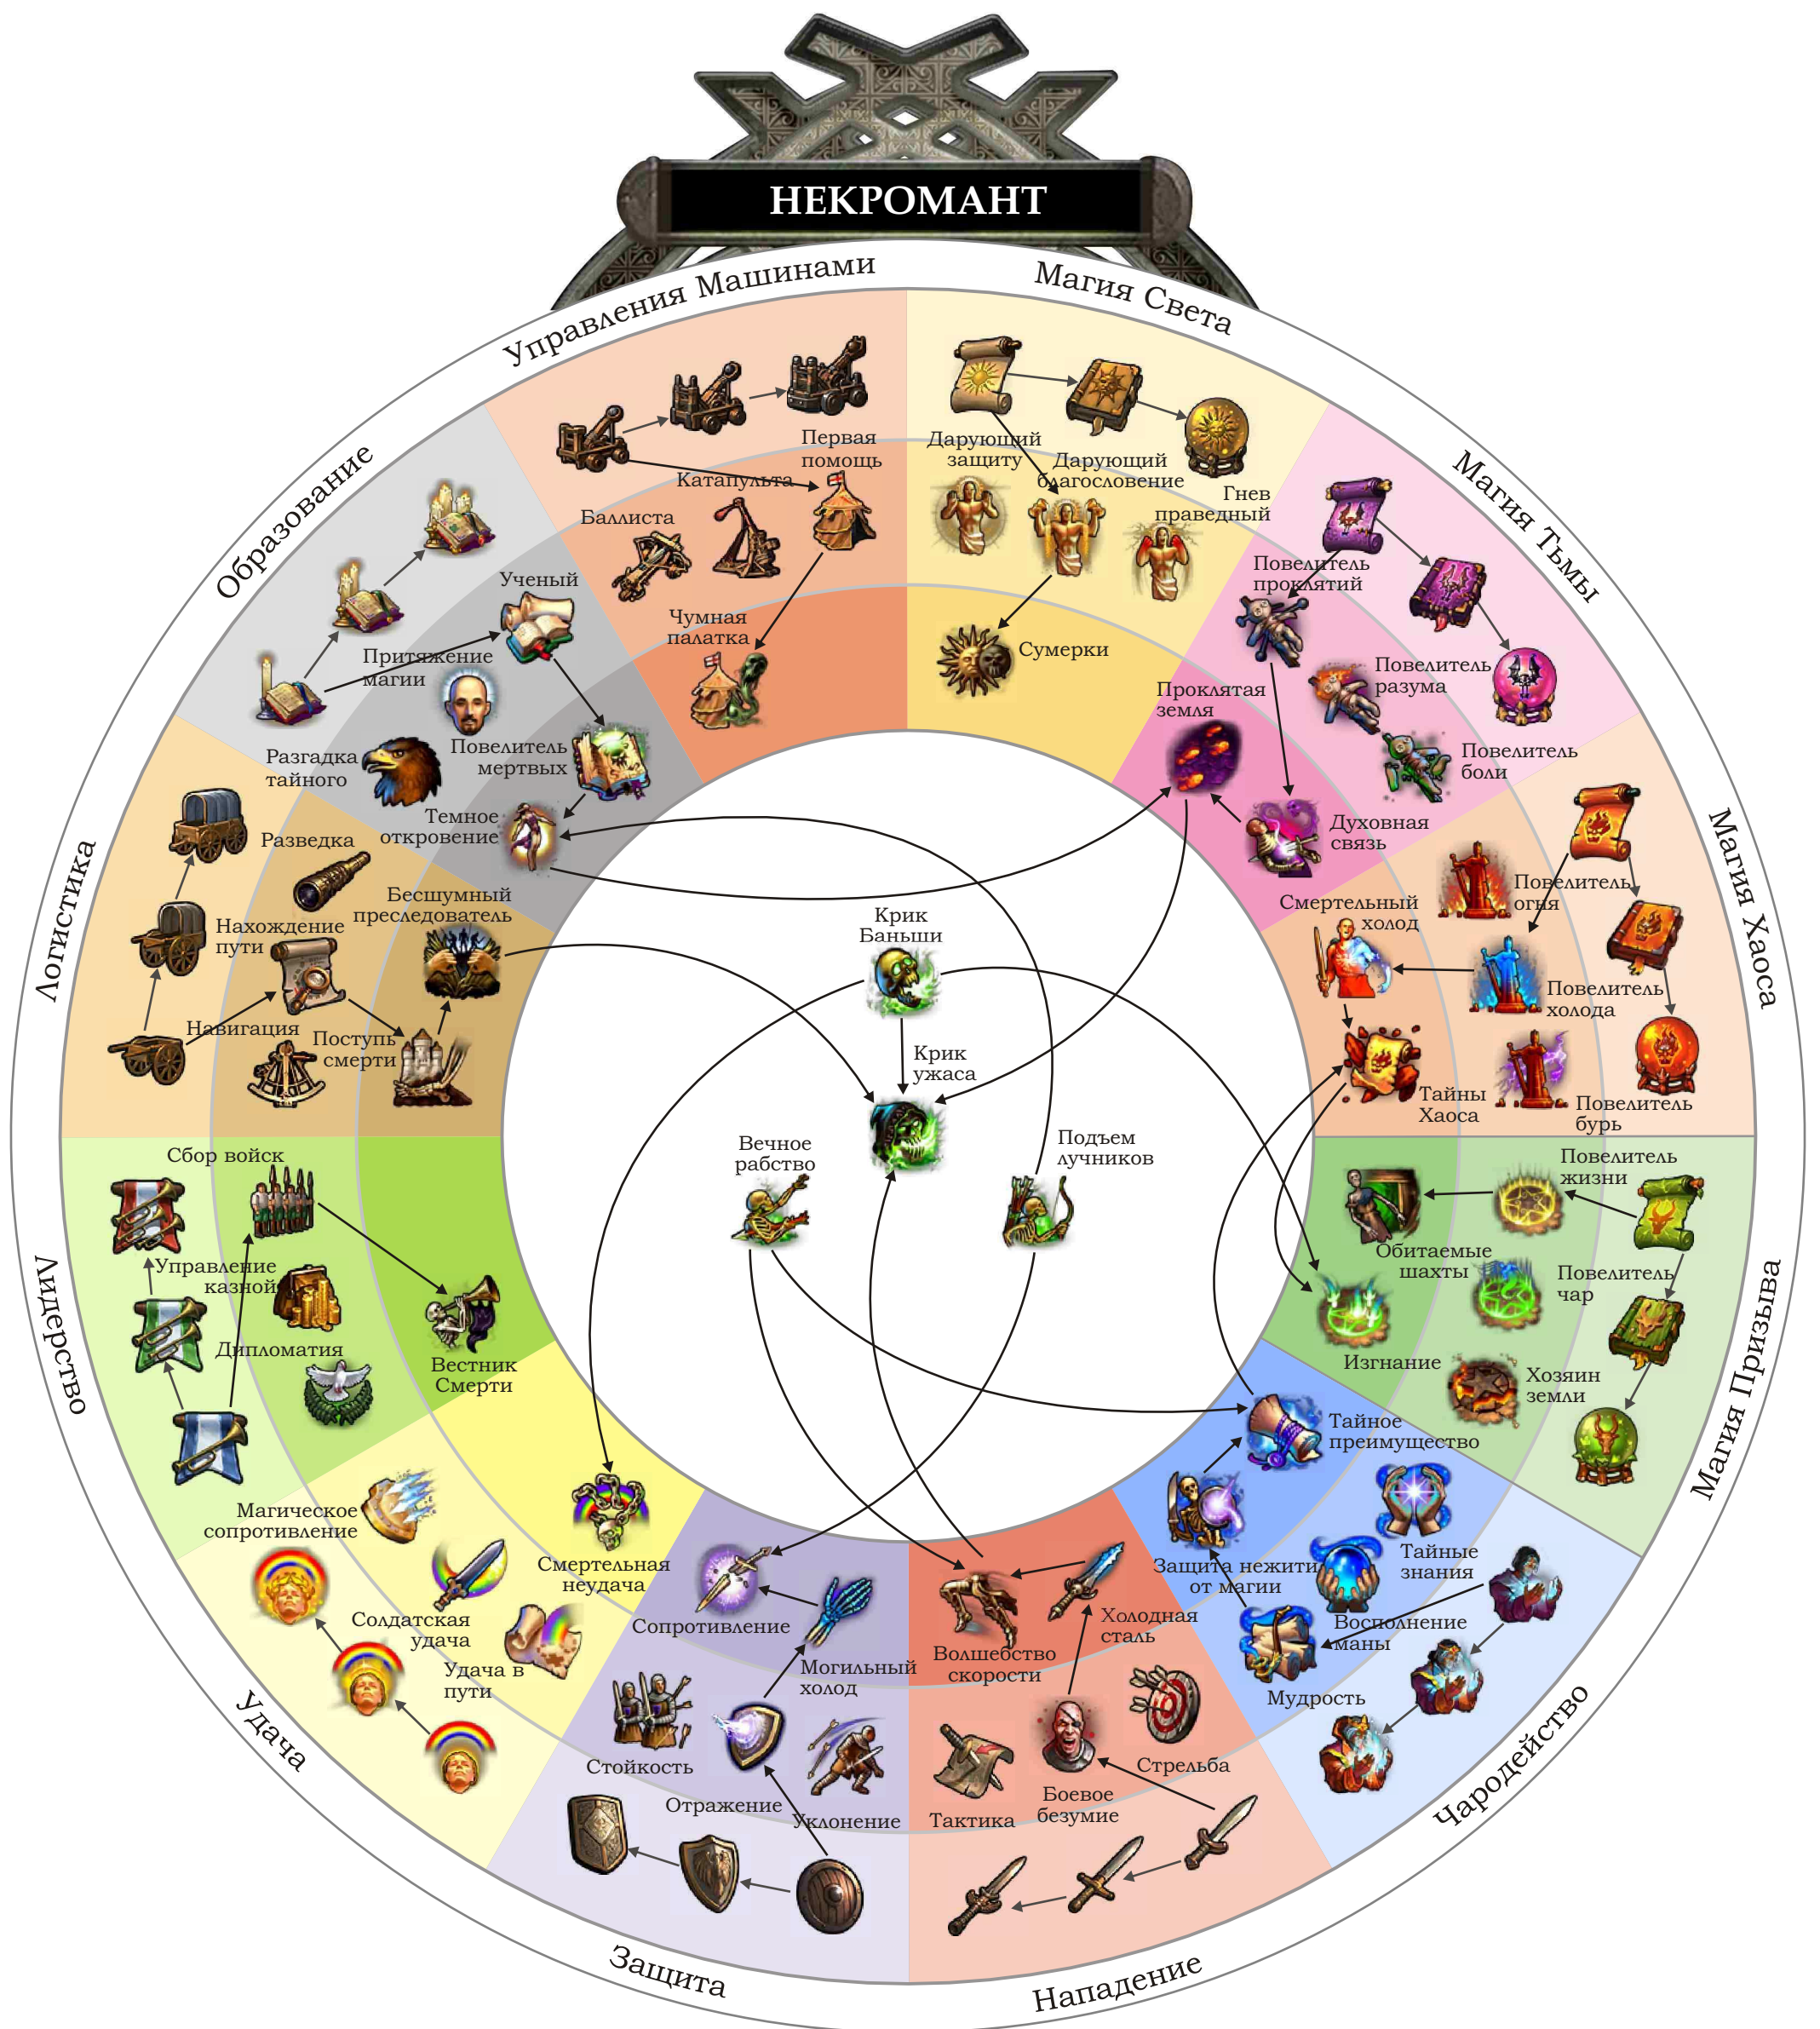 НЕКРОМАНТ
Управления Машинами
Магия Света
Магия Тьмы
Магия Хаоса
Магия Призыва
Чародейство
Нападение
Защита
Удача
Лидерство
Логистика
Образование
Первая
помощь
Катапульта
Баллиста
Чумная
палатка
Дарующий
защиту
Дарующий
благословение
Гнев
праведный
Сумерки
Повелитель
проклятий
Повелитель
разума
Повелитель
боли
Проклятая
земля
Духовная
связь
Повелитель
огня
Смертельный
холод
Повелитель
холода
Тайны
Хаоса
Повелитель
бурь
Повелитель
жизни
Обитаемые
шахты
Повелитель
чар
Изгнание
Хозяин
земли
Тайное
преимущество
Тайные
знания
Защита нежити
от магии
Восполнение
маны
Мудрость
Холодная
сталь
Волшебство
скорости
Стрельба
Боевое
безумие
Тактика
Сопротивление
Могильный
холод
Стойкость
Отражение
Уклонение
Смертельная
неудача
Магическое
сопротивление
Солдатская
удача
Удача в
пути
Сбор войск
Управление
казной
Дипломатия
Вестник
Смерти
Разведка
Бесшумный
преследователь
Нахождение
пути
Навигация
Поступь
смерти
Ученый
Притяжение
магии
Разгадка
тайного
Повелитель
мертвых
Темное
откровение
Крик
Баньши
Крик
ужаса
Вечное
рабство
Подъем
лучников